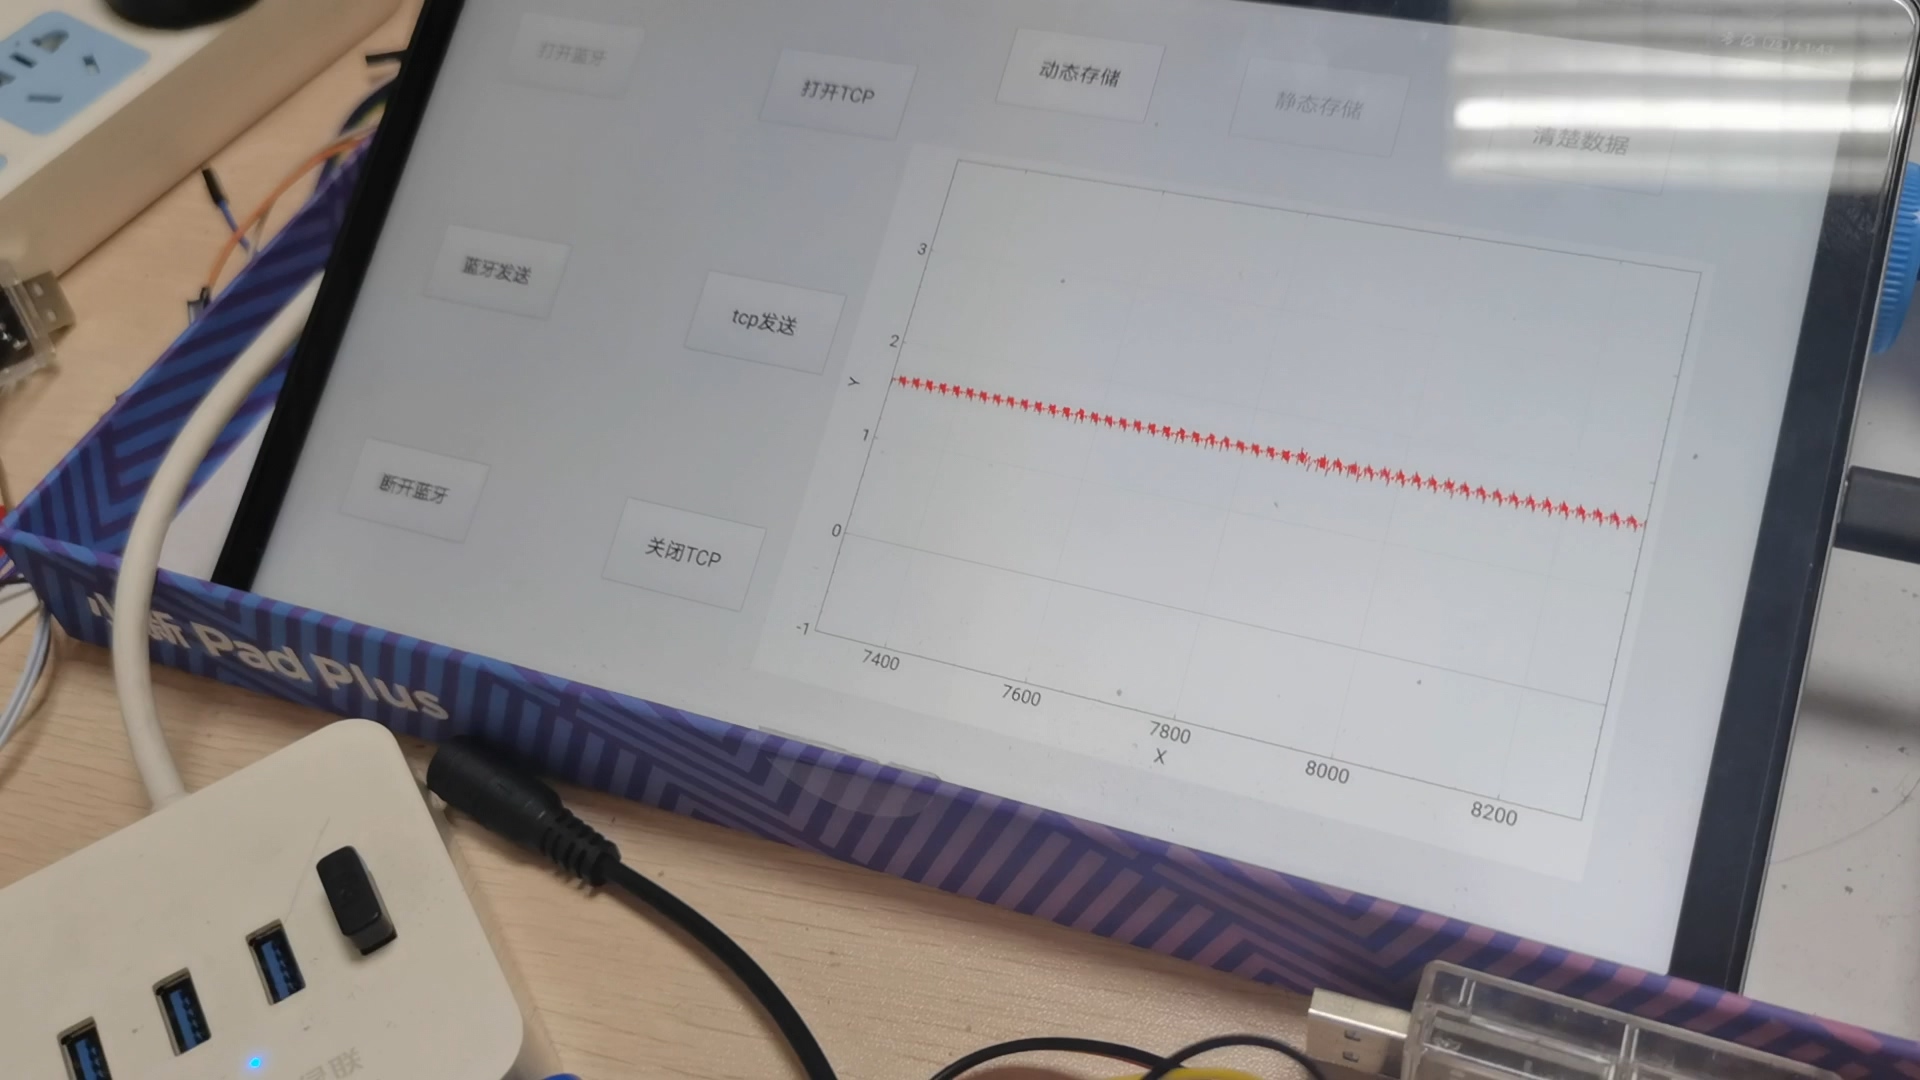 打开蓝牙
打开TCP
动态存储
静态存储
清楚数据
蓝牙发送
tcp发送
断开蓝牙
关闭TCP
3
2
Y
1
0
-1
7400
7600
7800
8000
8200
X
小新 Pad Plus
绿联